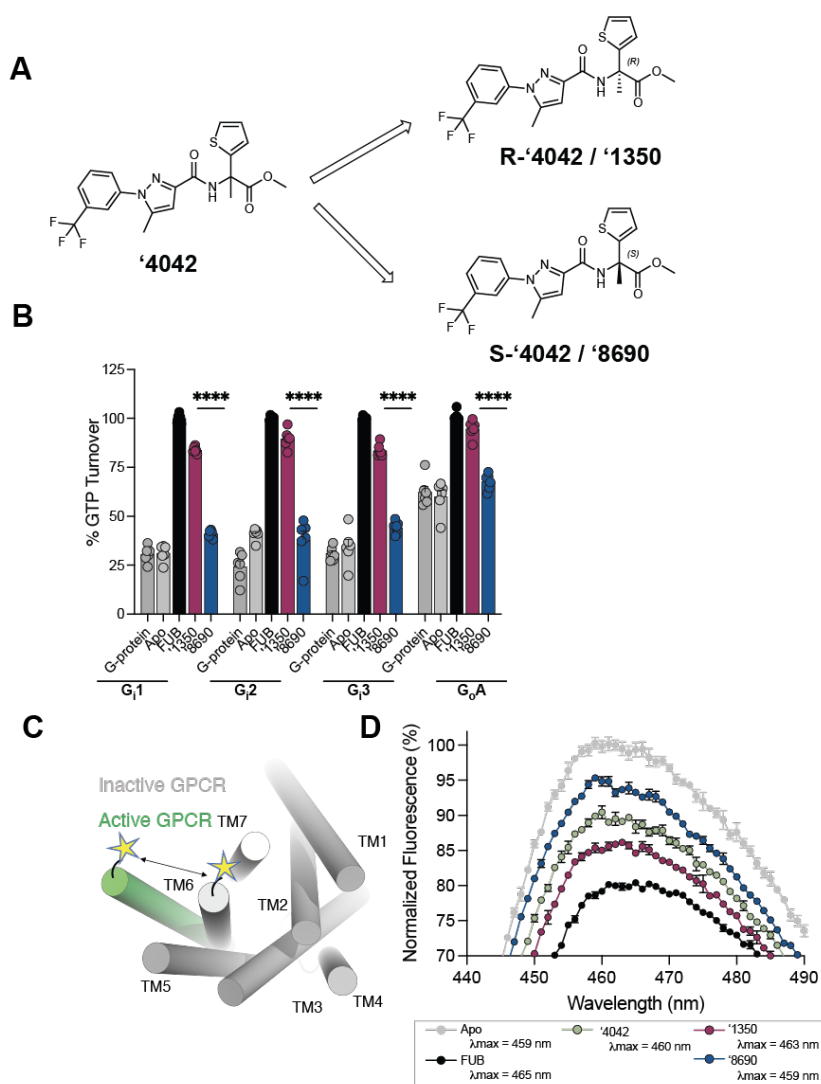 A
S
O
N
N
N
H
(R)
O
O
F
F
F
R-‘4042 / ‘1350
S
O
N
N
N
H
O
O
F
F
F
‘4042
S
O
N
N
N
H
(S)
O
O
F
F
F
S-‘4042 / ‘8690
B
% GTP Turnover
125
100
75
50
25
0
**** **** **** ****
G-protein Apo FUB ‘1350 ‘8690 G-protein Apo FUB ‘1350 ‘8690 G-protein Apo FUB ‘1350 ‘8690 G-protein Apo FUB ‘1350 ‘8690
Gi1 Gi2 Gi3 GoA
C
Inactive GPCR
Active GPCR
TM7
TM1
TM6
TM2
TM5
TM3
TM4
D
Normalized Fluorescence (%)
100
95
90
85
80
75
70
440 450 460 470 480 490
Wavelength (nm)
Apo
λmax = 459 nm
‘4042
λmax = 460 nm
‘1350
λmax = 463 nm
FUB
λmax = 465 nm
‘8690
λmax = 459 nm